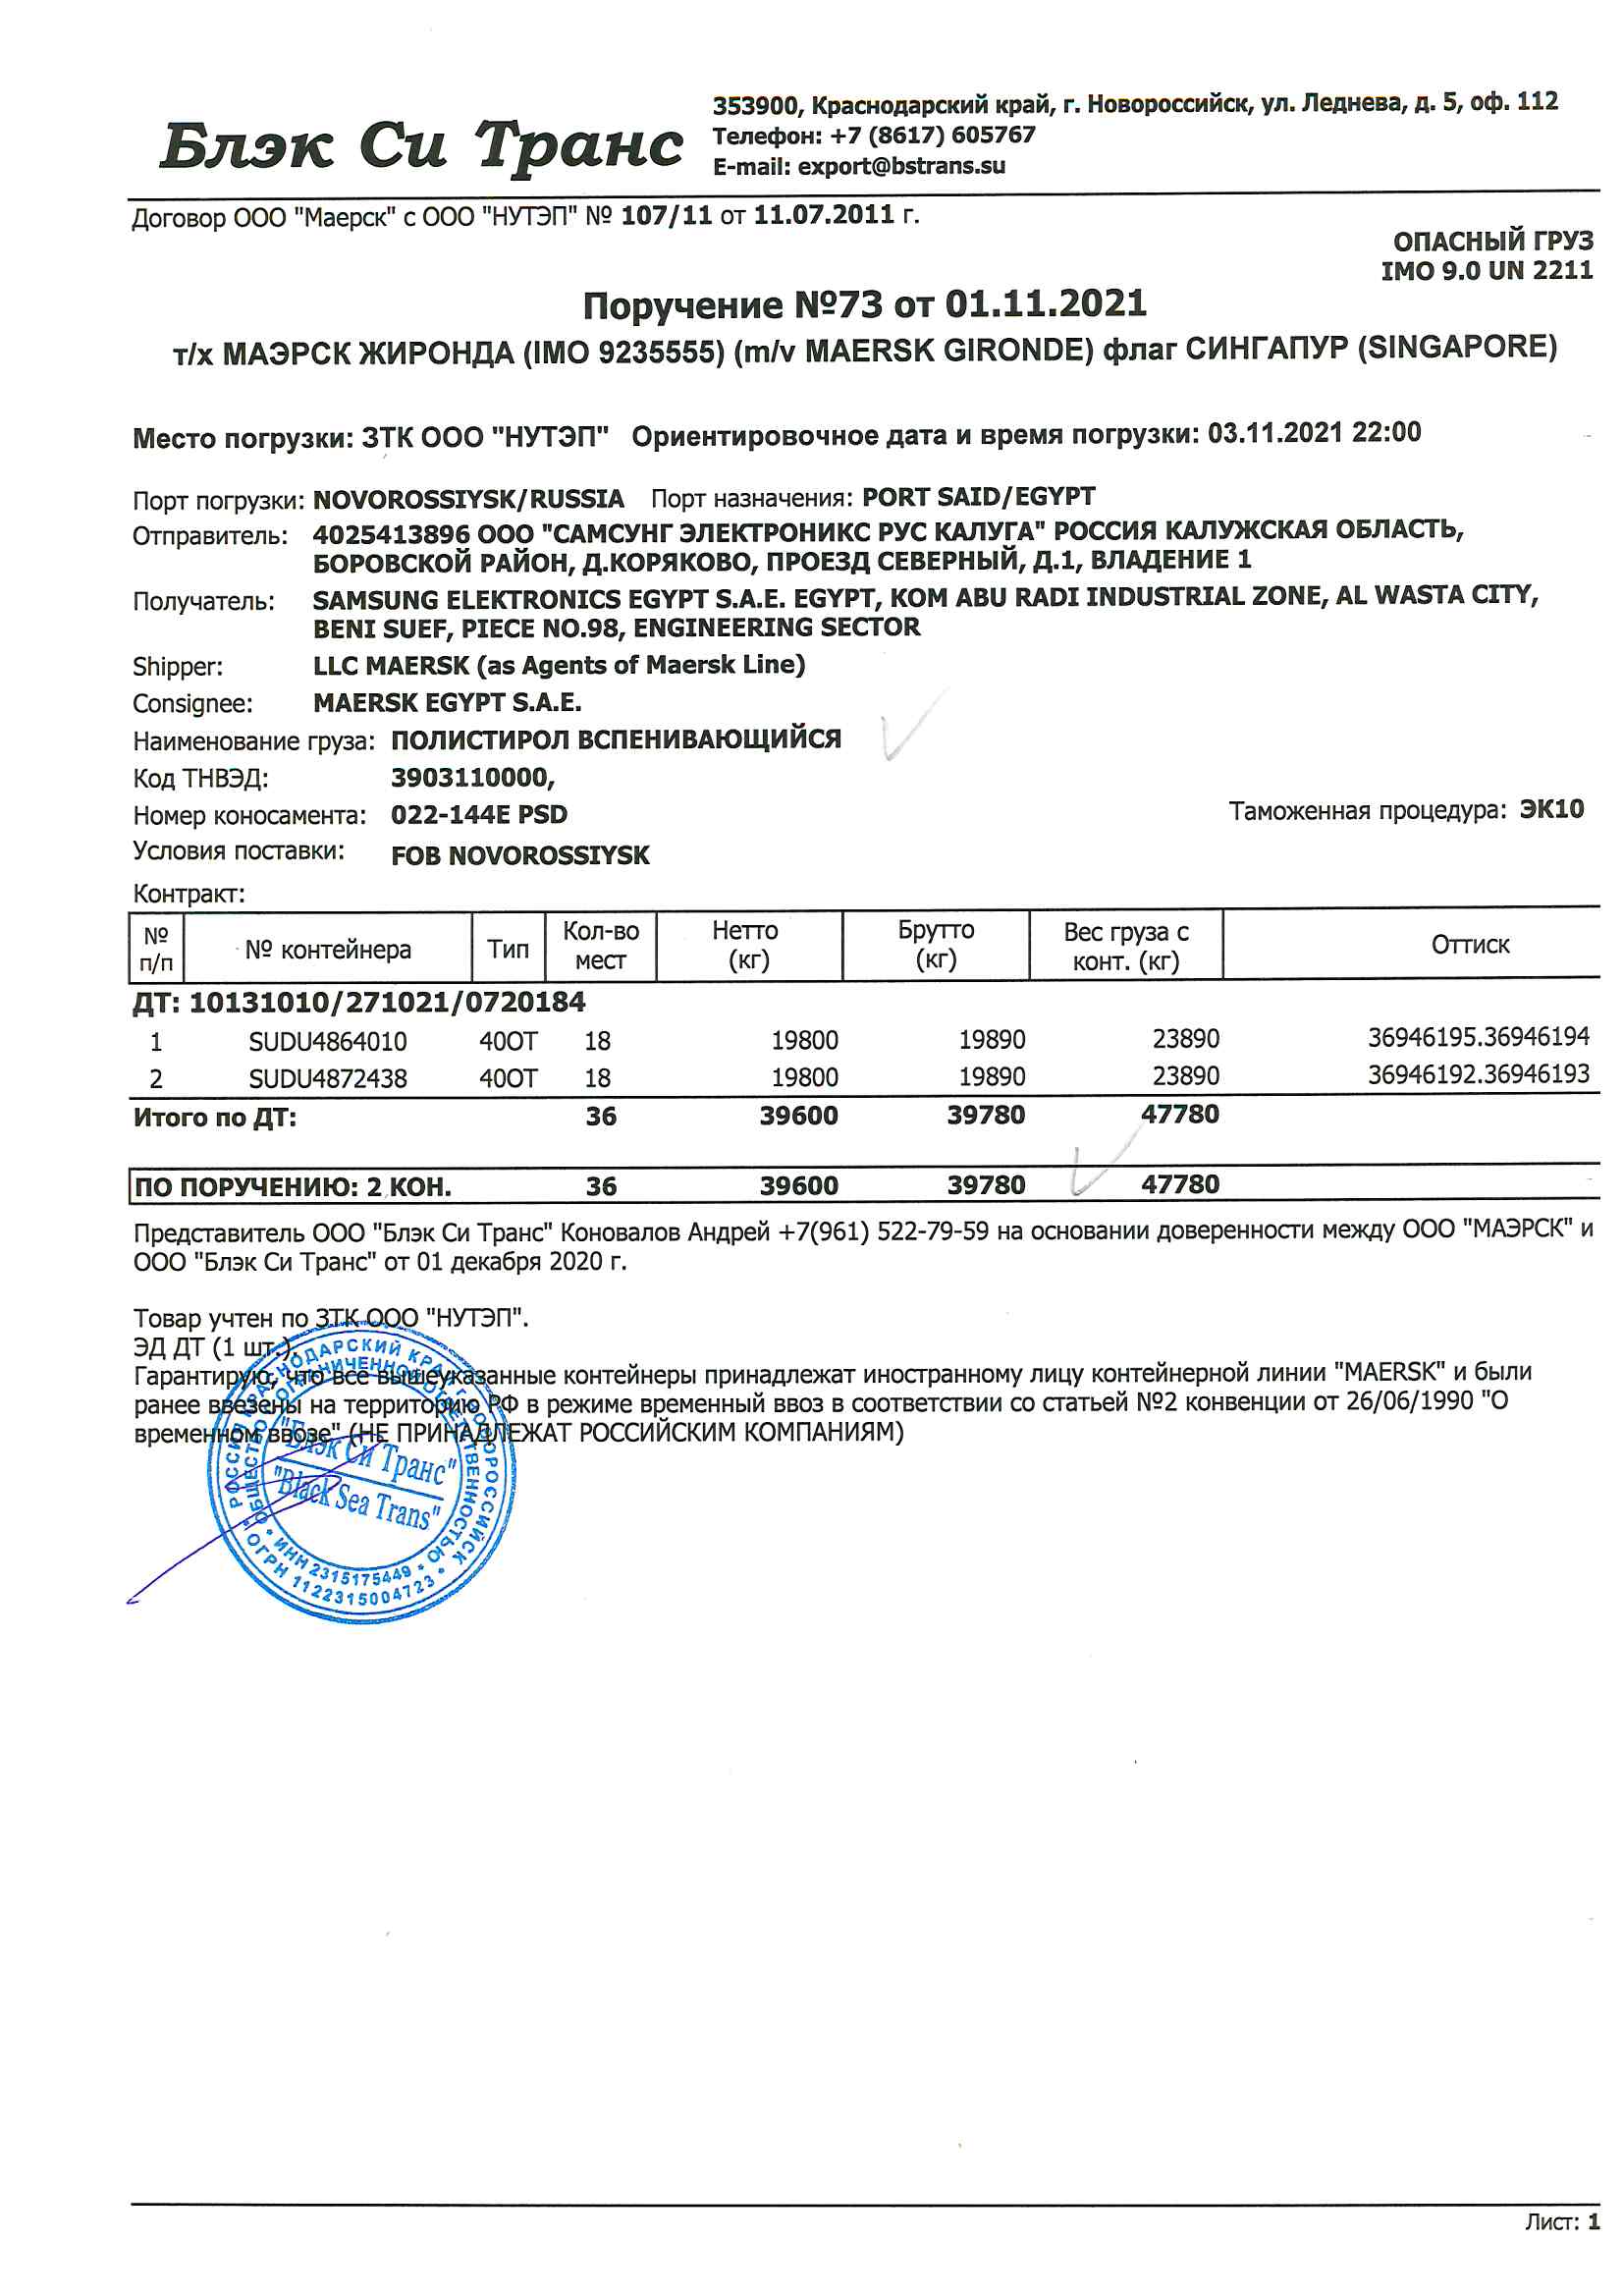 Блэк Си Транс
353900, Краснодарский край, г. Новороссийск, ул. Леднева, д. 5, оф. 112
Телефон: +7 (8617) 605767
E-mail: export@bstrans.su
Договор ООО "Маерск" с ООО "НУТЭП" № 107/11 от 11.07.2011 г.
ОПАСНЫЙ ГРУЗ
IMO 9.0 UN 2211
Поручение №73 от 01.11.2021
т/х МАЭРСК ЖИРОНДА (IMO 9235555) (m/v MAERSK GIRONDE) флаг СИНГАПУР (SINGAPORE)
Место погрузки: ЗТК ООО "НУТЭП" Ориентировочное дата и время погрузки: 03.11.2021 22:00
Порт погрузки: NOVOROSSIYSK/RUSSIA Порт назначения: PORT SAID/EGYPT
Отправитель: 4025413896 ООО "САМСУНГ ЭЛЕКТРОНИКС РУС КАЛУГА" РОССИЯ КАЛУЖСКАЯ ОБЛАСТЬ,
БОРОВСКОЙ РАЙОН, Д.КОРЯКОВО, ПРОЕЗД СЕВЕРНЫЙ, Д.1, ВЛАДЕНИЕ 1
Получатель: SAMSUNG ELEKTRONICS EGYPT S.A.E. EGYPT, KOM ABU RADI INDUSTRIAL ZONE, AL WASTA CITY,
BENI SUEF, PIECE NO.98, ENGINEERING SECTOR
Shipper: LLC MAERSK (as Agents of Maersk Line)
Consignee: MAERSK EGYPT S.A.E.
Наименование груза: ПОЛИСТИРОЛ ВСПЕНИВАЮЩИЙСЯ
Код ТНВЭД: 3903110000,
Номер коносамента: 022-144E PSD Таможенная процедура: ЭК10
Условия поставки: FOB NOVOROSSIYSK
Контракт:
№ п/п № контейнера Тип Кол-во мест Нетто (кг) Брутто (кг) Вес груза с конт. (кг) Оттиск
ДТ: 10131010/271021/0720184
1 SUDU4864010 40OT 18 19800 19890 23890 36946195.36946194
2 SUDU4872438 40OT 18 19800 19890 23890 36946192.36946193
Итого по ДТ: 36 39600 39780 47780
ПО ПОРУЧЕНИЮ: 2 КОН. 36 39600 39780 47780
Представитель ООО "Блэк Си Транс" Коновалов Андрей +7(961) 522-79-59 на основании доверенности между ООО "МАЭРСК" и
ООО "Блэк Си Транс" от 01 декабря 2020 г.
Товар учтен по ЗТК ООО "НУТЭП".
ЭД ДТ (1 шт.).
Гарантирую, что все вышеуказанные контейнеры принадлежат иностранному лицу контейнерной линии "MAERSK" и были
ранее ввезены на территорию РФ в режиме временный ввоз в соответствии со статьей №2 конвенции от 26/06/1990 "О
временном ввозе" (НЕ ПРИНАДЛЕЖАТ РОССИЙСКИМ КОМПАНИЯМ)
РОССИЯ КРАСНОДАРСКИЙ КРАЙ Г. НОВОРОССИЙСК * ОГРН 1122315004723 *
ОБЩЕСТВО С ОГРАНИЧЕННОЙ ОТВЕТСТВЕННОСТЬЮ * ИНН 2315175449 *
"Блэк Си Транс"
"Black Sea Trans"
Лист: 1